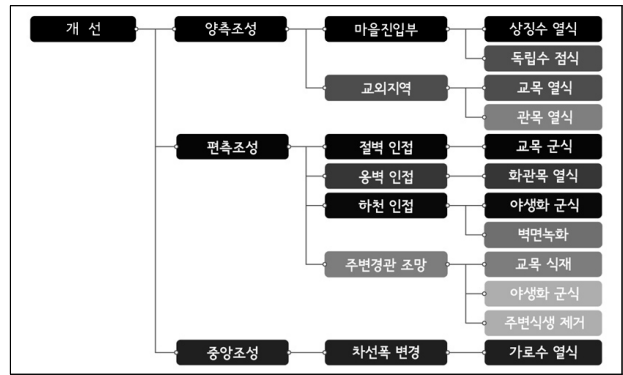 개 선 양측조성 마을진입부 상징수 열식
독립수 점식
교외지역 교목 열식
관목 열식
편측조성 절벽 인접 교목 군식
옹벽 인접 화관목 열식
하천 인접 야생화 군식
벽면녹화
주변경관 조망 교목 식재
야생화 군식
주변식생 제거
중앙조성 차선폭 변경 가로수 열식